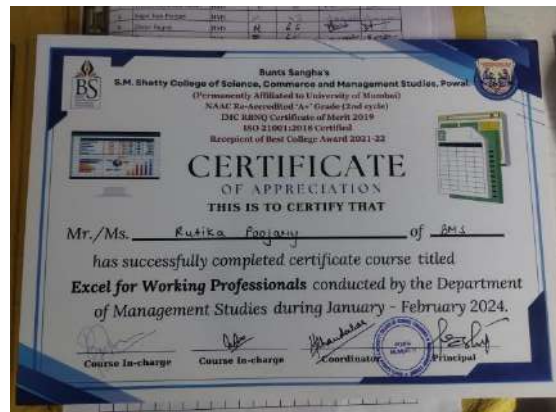 BS
Bunts Sangha's
S.M. Shetty College of Science, Commerce and Management Studies, Powai.
(Permanently Affiliated to University of Mumbai)
NAAC Re-Accredited 'A+' Grade (2nd cycle)
IMC RBNQ Certificate of Merit 2019
ISO 21001:2018 Certified
Recepient of Best College Award 2021-22
CERTIFICATE
OF APPRECIATION
THIS IS TO CERTIFY THAT
Mr./Ms. Rutika Poojary of BMS
has successfully completed certificate course titled
Excel for Working Professionals conducted by the Department
of Management Studies during January - February 2024.
Course In-charge Course In-charge Coordinator Principal